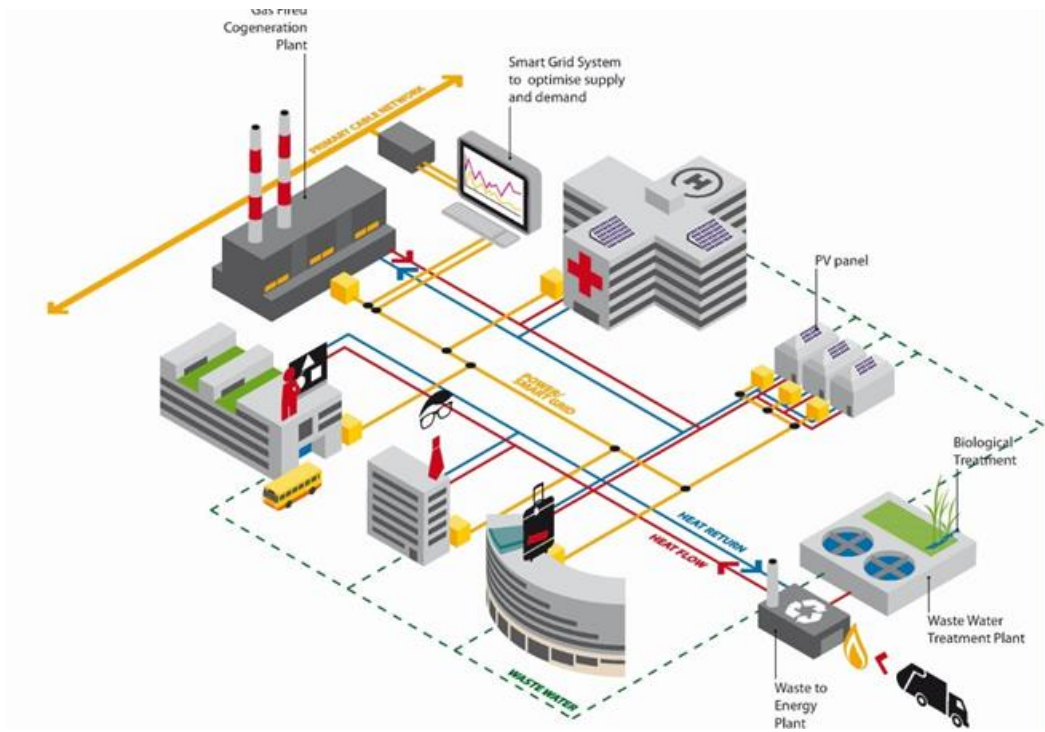 Gas Fired
Cogeneration
Plant
Smart Grid System
to optimise supply
and demand
PRIMARY CABLE NETWORK
H
PV panel
POWER/
SMART GRID
Biological
Treatment
HEAT RETURN
HEAT FLOW
Waste Water
Treatment Plant
WASTE WATER
Waste to
Energy
Plant